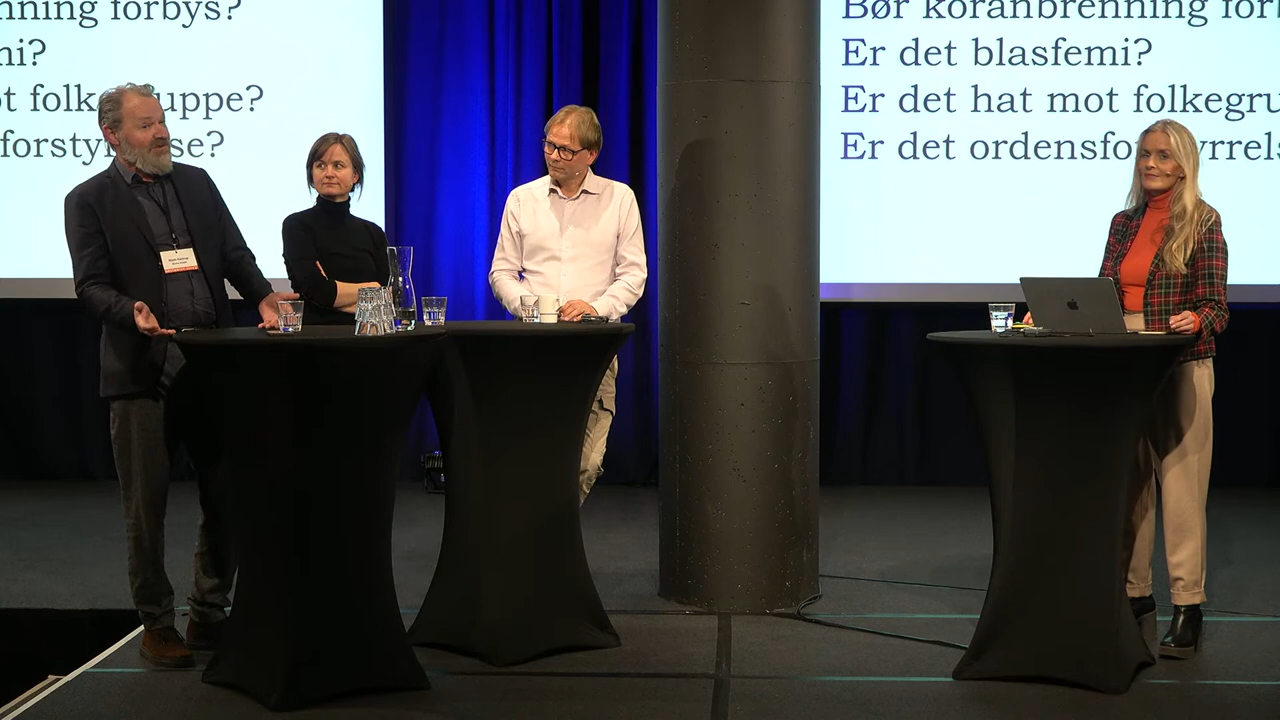 nning forbys?
mi?
ot folkegruppe?
forstyrrelse?
Bør koranbrenning forb
Er det blasfemi?
Er det hat mot folkegru
Er det ordensforstyrrels